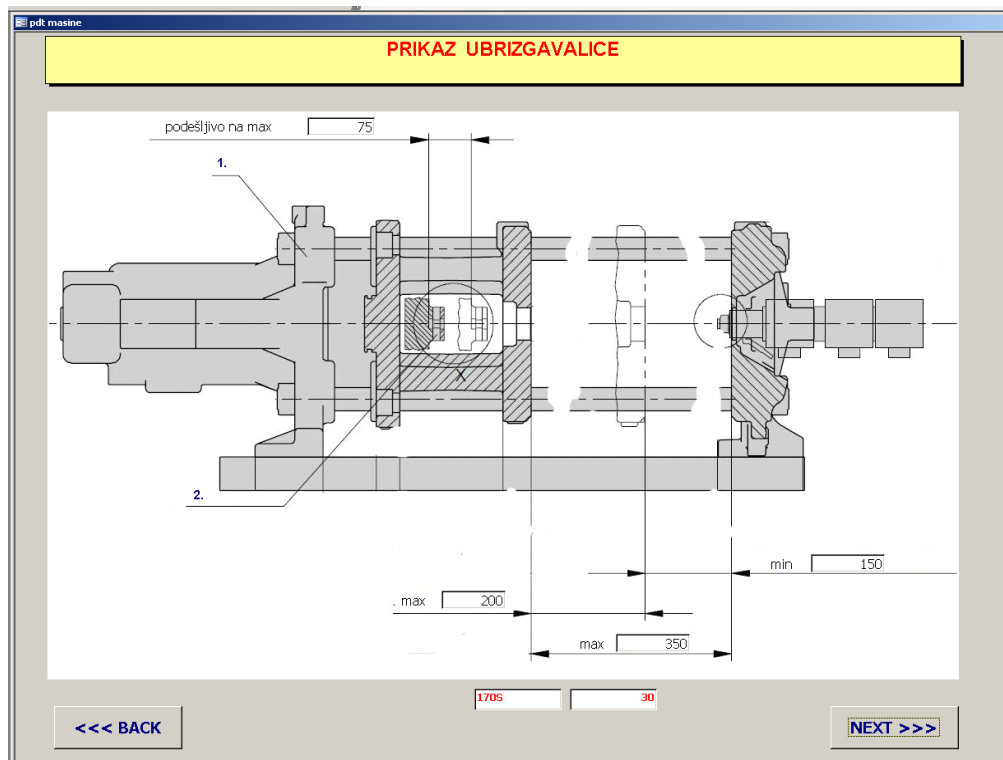 pdt masine
PRIKAZ UBRIZGAVALICE
podešljivo na max 75
1.
X
2.
min 150
. max 200
max 350
170S 30
<<< BACK
NEXT >>>